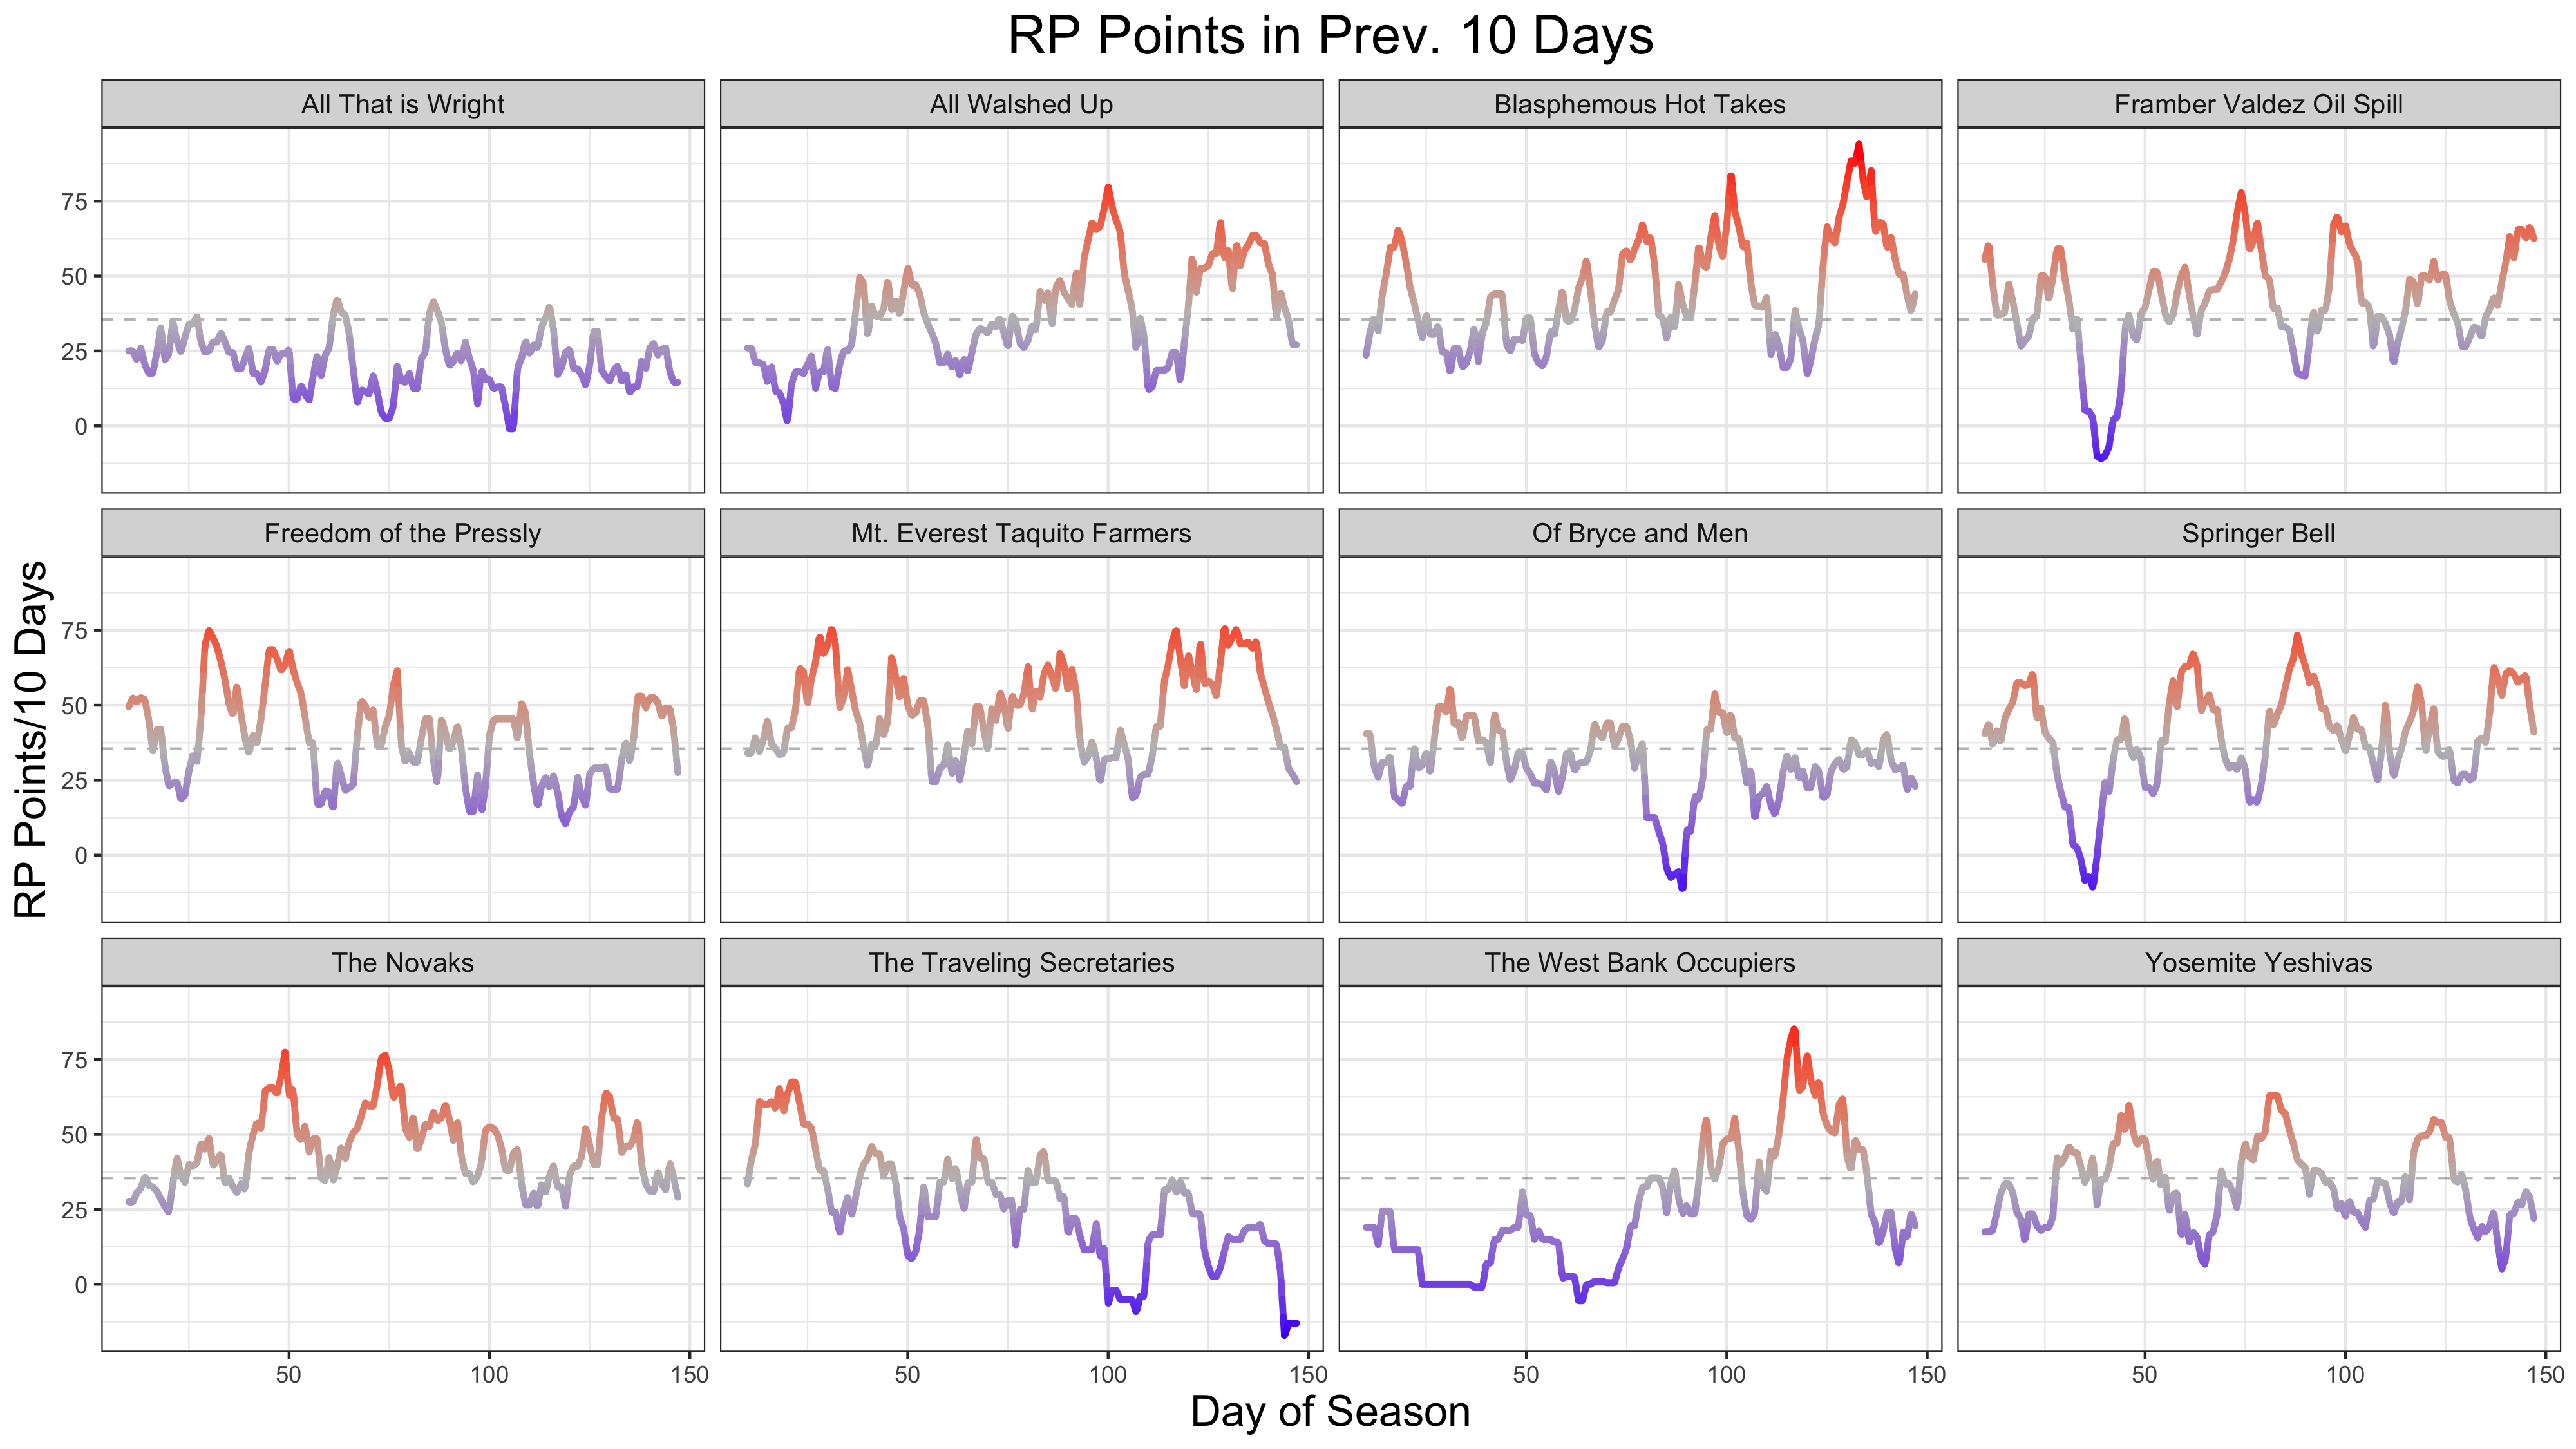 RP Points in Prev. 10 Days
All That is Wright
All Walshed Up
Blasphemous Hot Takes
Framber Valdez Oil Spill
75
50
25
0
Freedom of the Pressly
Mt. Everest Taquito Farmers
Of Bryce and Men
Springer Bell
RP Points/10 Days
75
50
25
0
The Novaks
The Traveling Secretaries
The West Bank Occupiers
Yosemite Yeshivas
75
50
25
0
50 100 150 50 100 150 50 100 150 50 100 150
Day of Season